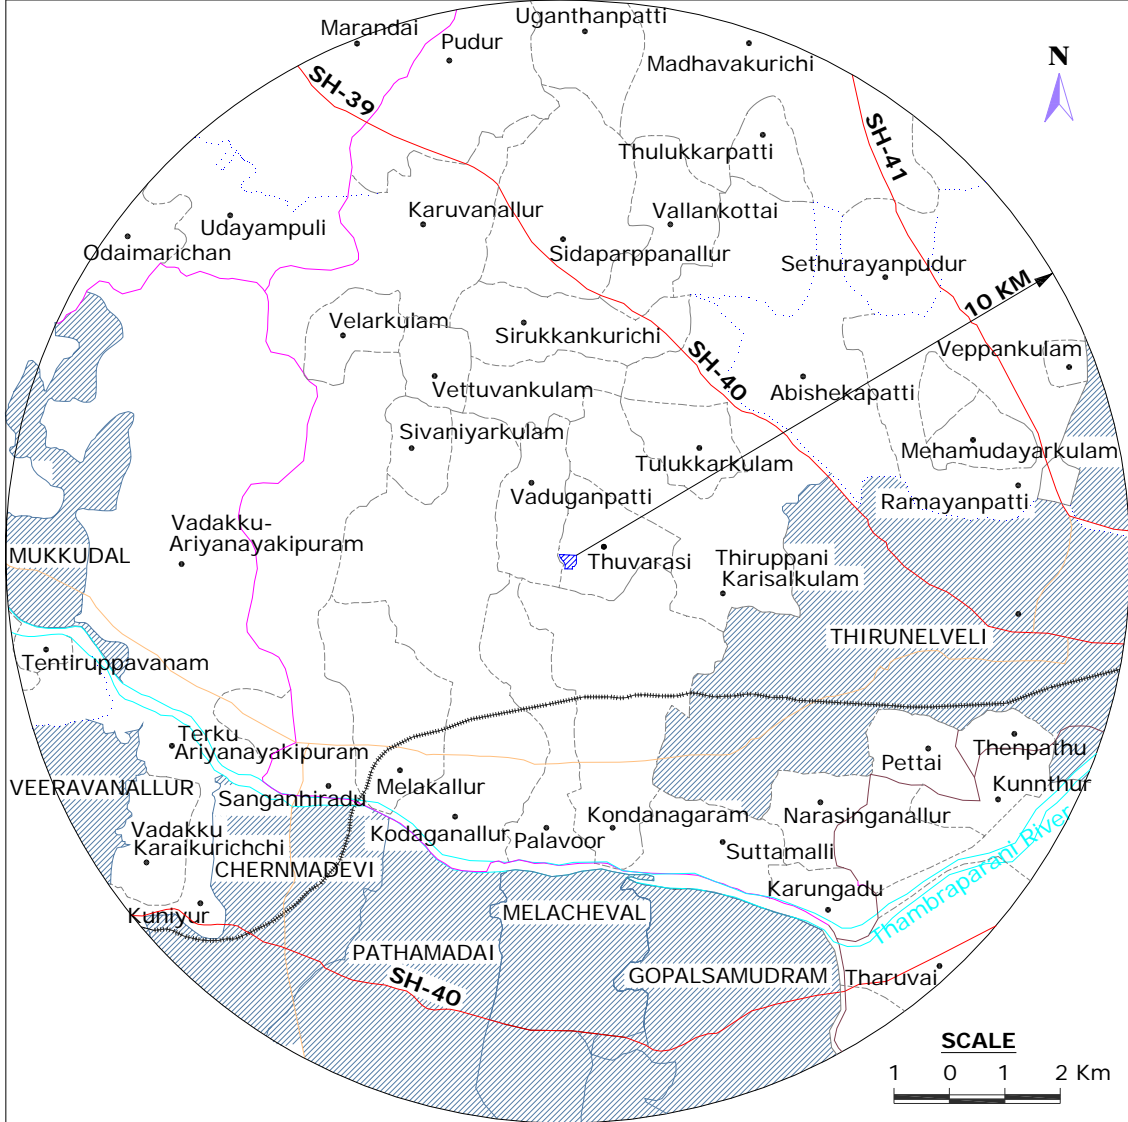 Uganthanpatti
Marandai
Pudur
Madhavakurichi
N
SH-39
SH-41
Thulukkarpatti
Karuvanallur
Vallankottai
Udayampuli
Odaimarichan
Sidaparppanallur
Sethurayanpudur
10 KM
Velarkulam
Sirukkankurichi
Veppankulam
SH-40
Vettuvankulam
Abishekapatti
Sivaniyarkulam
Mehamudayarkulam
Tulukkarkulam
Vaduganpatti
Ramayanpatti
Vadakku-
Ariyanayakipuram
MUKKUDAL
Thuvarasi
Thiruppani
Karisalkulam
THIRUNELVELI
Tentiruppavanam
Terku
Ariyanayakipuram
Thenpathu
Pettai
VEERAVANALLUR
Sanganhiradu
Melakallur
Kunnthur
Kondanagaram
Narasinganallur
Vadakku
Karaikurichchi
Kodaganallur
Palavoor
Suttamalli
CHERNMADEVI
Thambraparani River
Karungadu
Kuniyur
MELACHEVAL
PATHAMADAI
GOPALSAMUDRAM
Tharuvai
SH-40
SCALE
1 0 1 2 Km